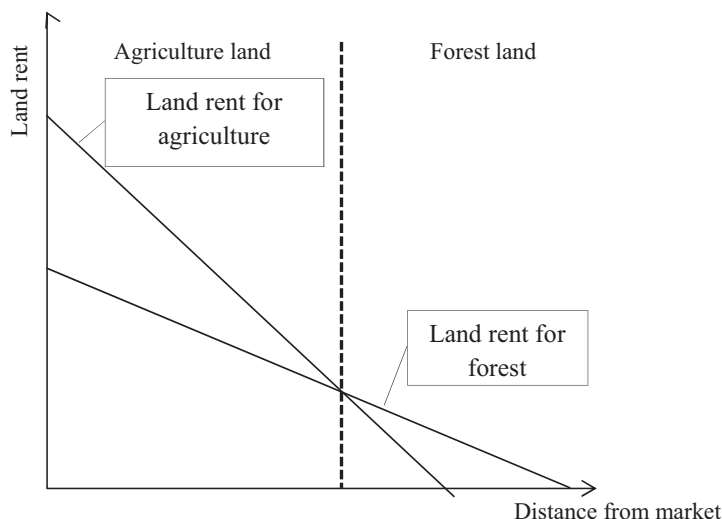 Land rent
Agriculture land
Forest land
Land rent for
agriculture
Land rent for
forest
Distance from market